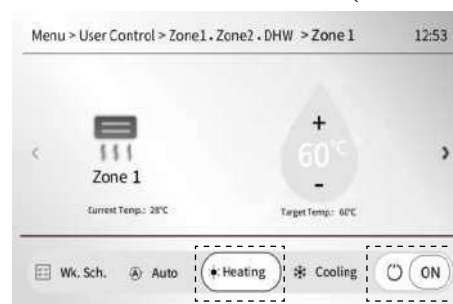 Menu > User Control > Zone1 . Zone2 . DHW > Zone 1 12:53
+
60°C
-
Zone 1
Current Temp.: 28°C Target Temp.: 60°C
Wk. Sch. A Auto Heating Cooling ON